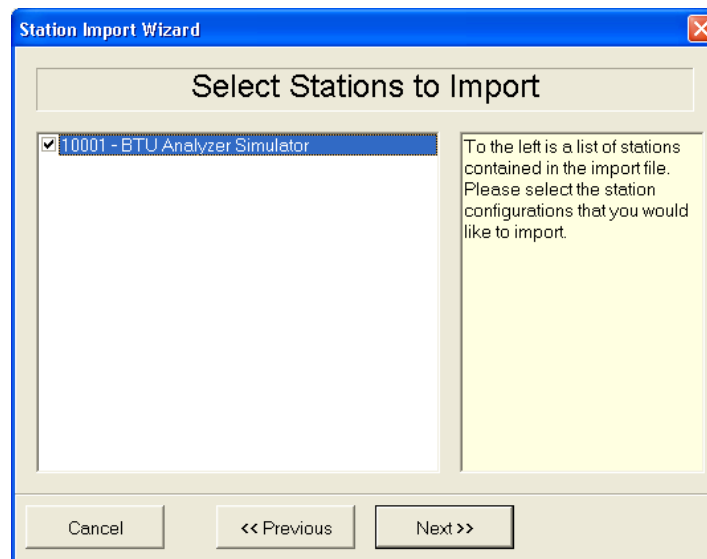 Station Import Wizard
Select Stations to Import
10001 - BTU Analyzer Simulator
To the left is a list of stations
contained in the import file.
Please select the station
configurations that you would
like to import.
Cancel
<< Previous
Next >>